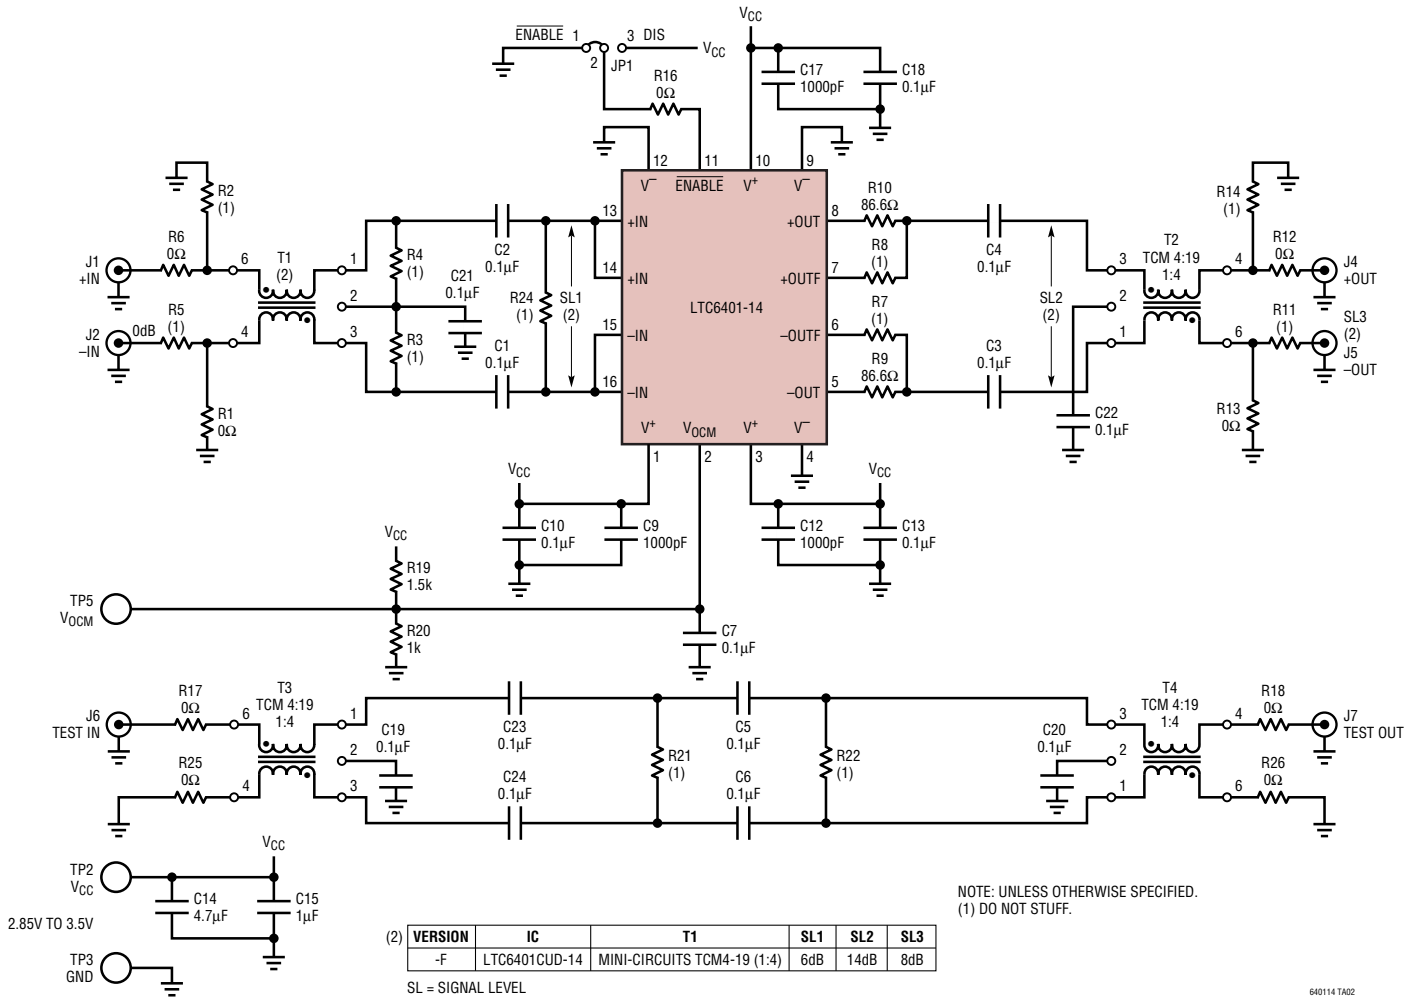 VCC
ENABLE 1
3 DIS
VCC
2
JP1
R16
0Ω
C17
1000pF
C18
0.1µF
12
11
10
9
V–
ENABLE
V+
V–
R2
(1)
R6
0Ω
J1
+IN
6
T1
(2)
1
R4
(1)
C21
0.1µF
2
C2
0.1µF
R24
(1)
SL1
(2)
13
+IN
14
+IN
LTC6401-14
15
–IN
16
–IN
+OUT
8
+OUTF
7
–OUTF
6
–OUT
5
R10
86.6Ω
R8
(1)
R7
(1)
R9
86.6Ω
C4
0.1µF
SL2
(2)
C3
0.1µF
R14
(1)
T2
TCM 4:19
1:4
3
4
2
1
6
R12
0Ω
J4
+OUT
R11
(1)
SL3
(2)
J5
–OUT
R13
0Ω
C22
0.1µF
J2
–IN
0dB
R5
(1)
4
3
R3
(1)
C1
0.1µF
R1
0Ω
V+
VOCM
V+
V–
1
2
3
4
VCC
C10
0.1µF
C9
1000pF
VCC
C12
1000pF
C13
0.1µF
VCC
R19
1.5k
TP5
VOCM
R20
1k
C7
0.1µF
J6
TEST IN
R17
0Ω
6
T3
TCM 4:19
1:4
1
2
C19
0.1µF
R25
0Ω
4
3
C23
0.1µF
C24
0.1µF
R21
(1)
C5
0.1µF
C6
0.1µF
R22
(1)
C20
0.1µF
3
2
1
T4
TCM 4:19
1:4
4
6
R18
0Ω
J7
TEST OUT
R26
0Ω
TP2
VCC
VCC
C14
4.7µF
C15
1µF
2.85V TO 3.5V
TP3
GND
NOTE: UNLESS OTHERWISE SPECIFIED.
(1) DO NOT STUFF.
(2) VERSION IC T1 SL1 SL2 SL3
-F LTC6401CUD-14 MINI-CIRCUITS TCM4-19 (1:4) 6dB 14dB 8dB
SL = SIGNAL LEVEL
640114 TA02